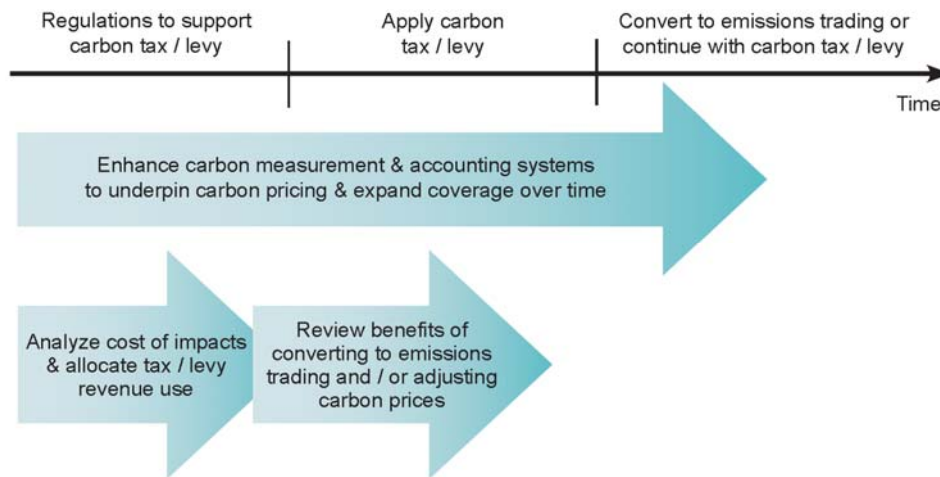 Regulations to support
carbon tax / levy
Apply carbon
tax / levy
Convert to emissions trading or
continue with carbon tax / levy
Time
Enhance carbon measurement & accounting systems
to underpin carbon pricing & expand coverage over time
Analyze cost of impacts
& allocate tax / levy
revenue use
Review benefits of
converting to emissions
trading and / or adjusting
carbon prices